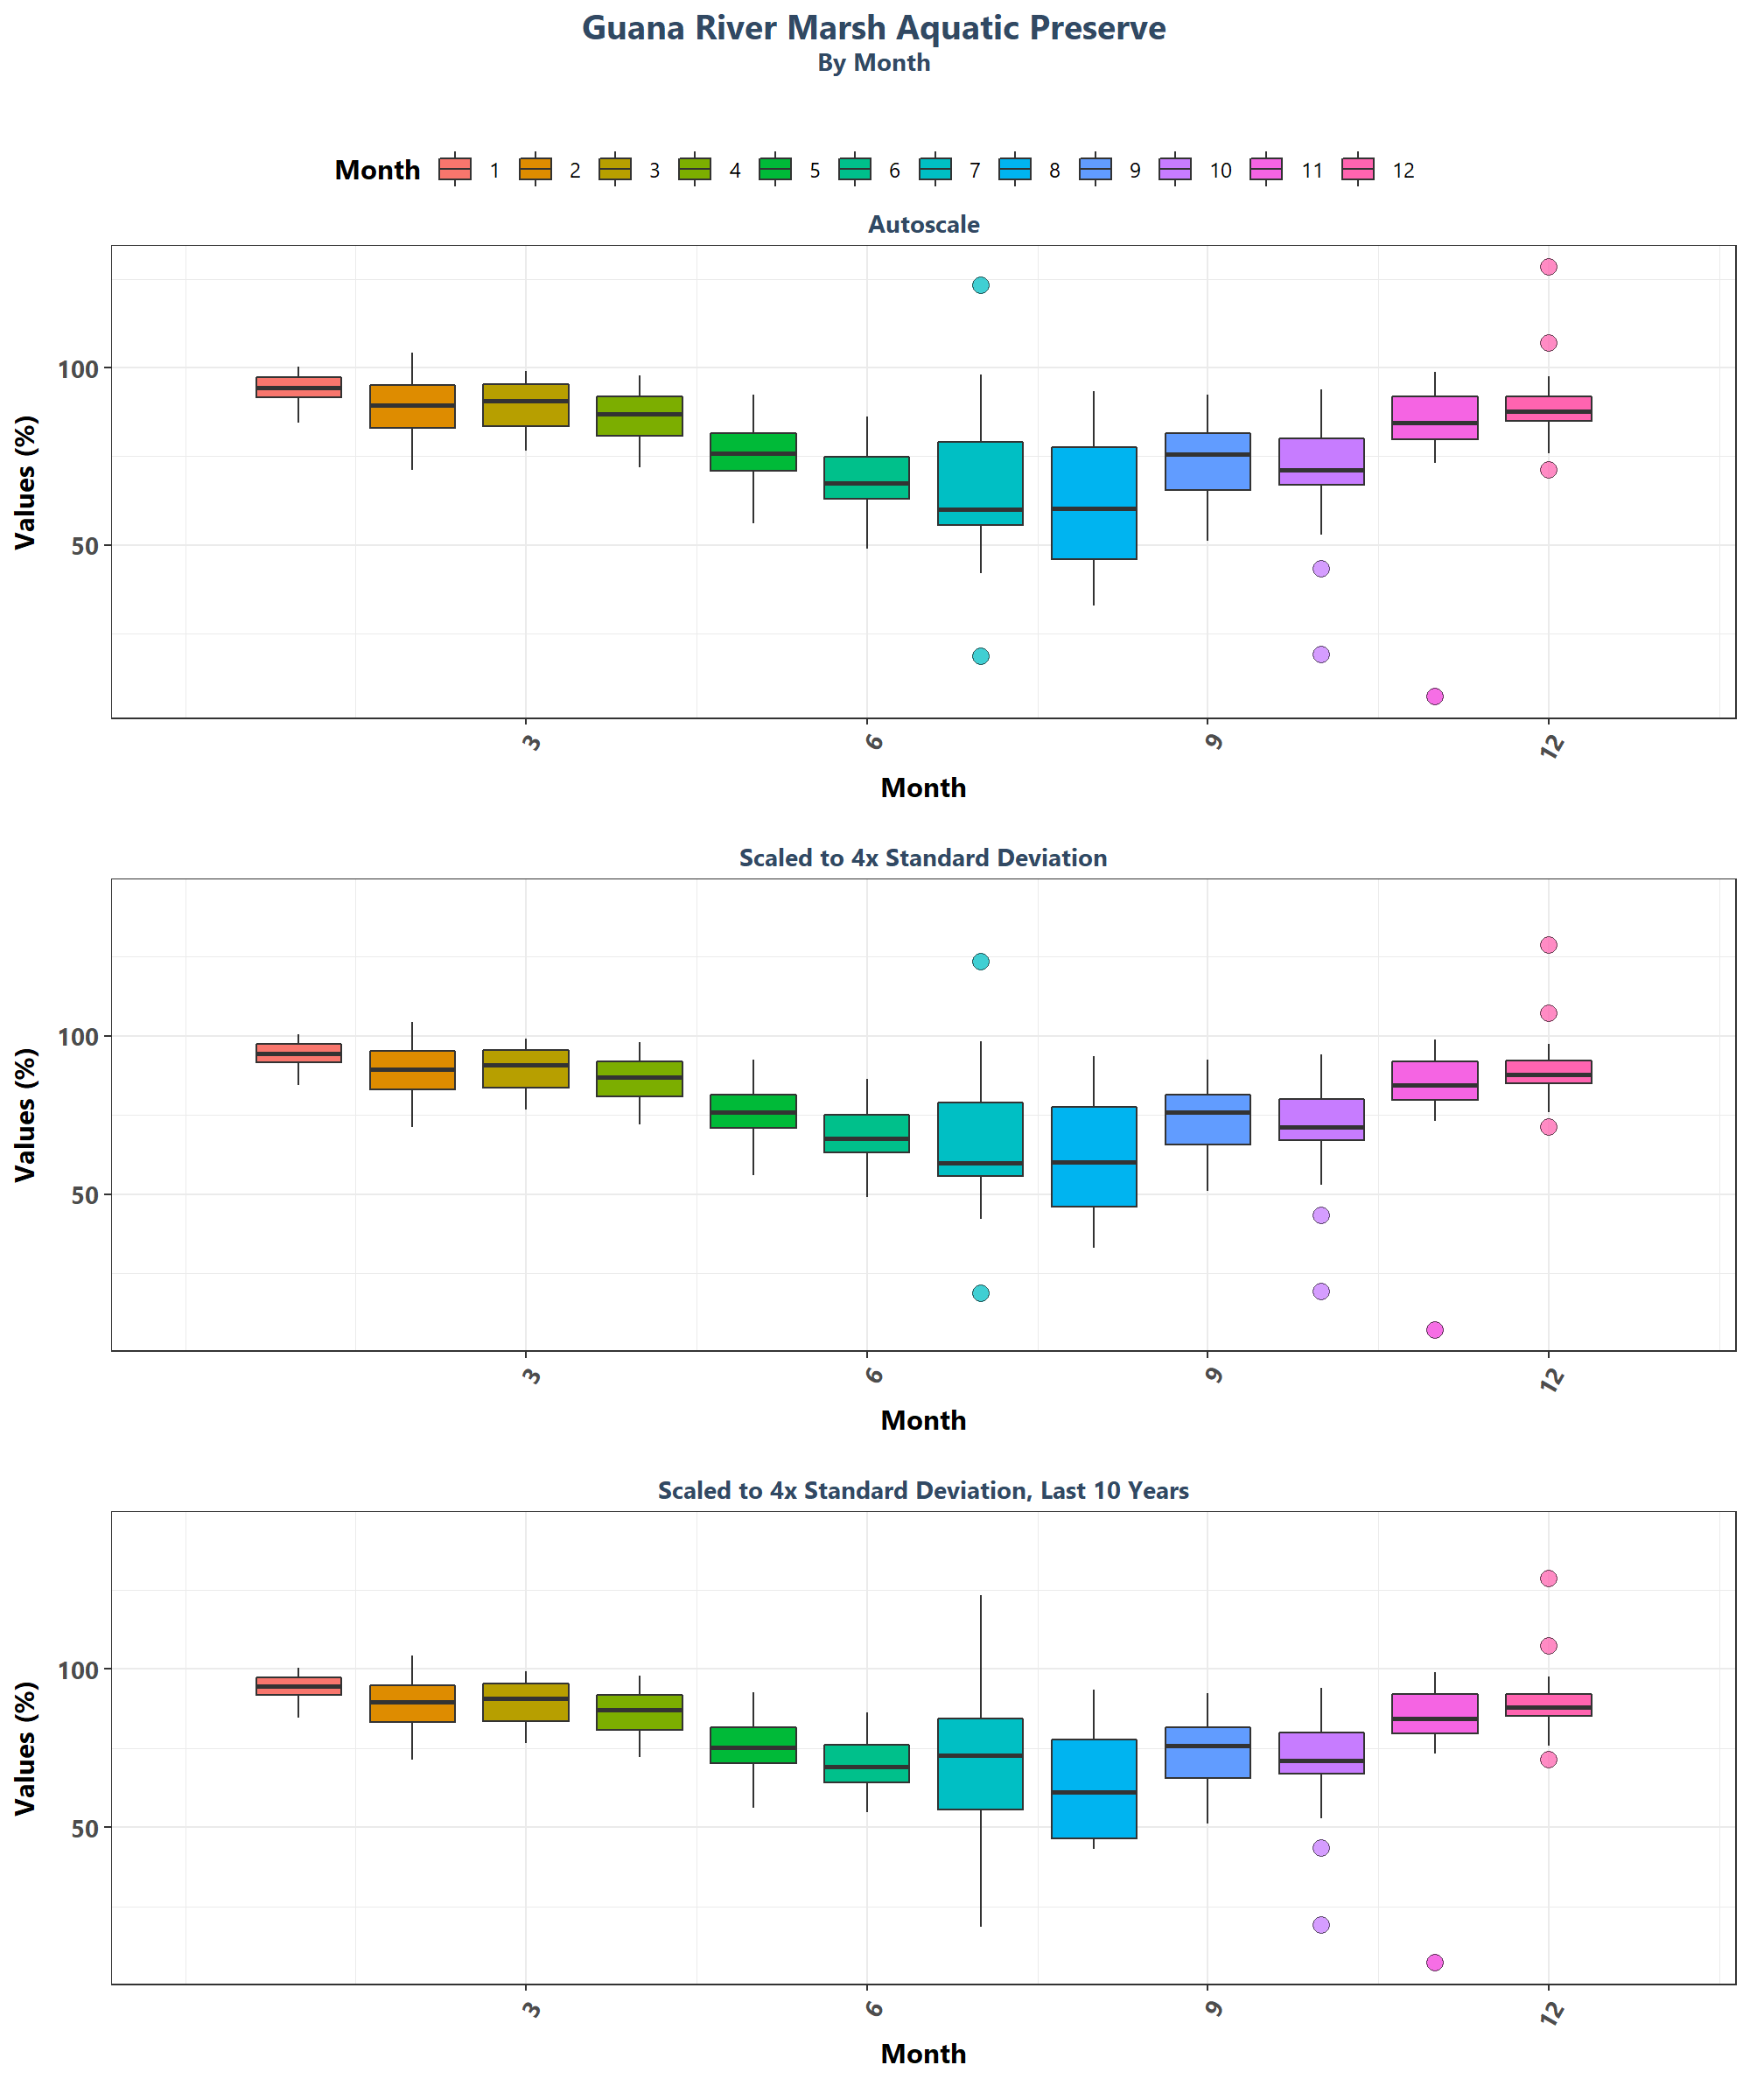 Guana River Marsh Aquatic Preserve
By Month
Month 1 2 3 4 5 6 7 8 9 10 11 12
Autoscale
Values (%)
100
50
3 6 9 12
Month
Scaled to 4x Standard Deviation
Values (%)
100
50
3 6 9 12
Month
Scaled to 4x Standard Deviation, Last 10 Years
Values (%)
100
50
3 6 9 12
Month